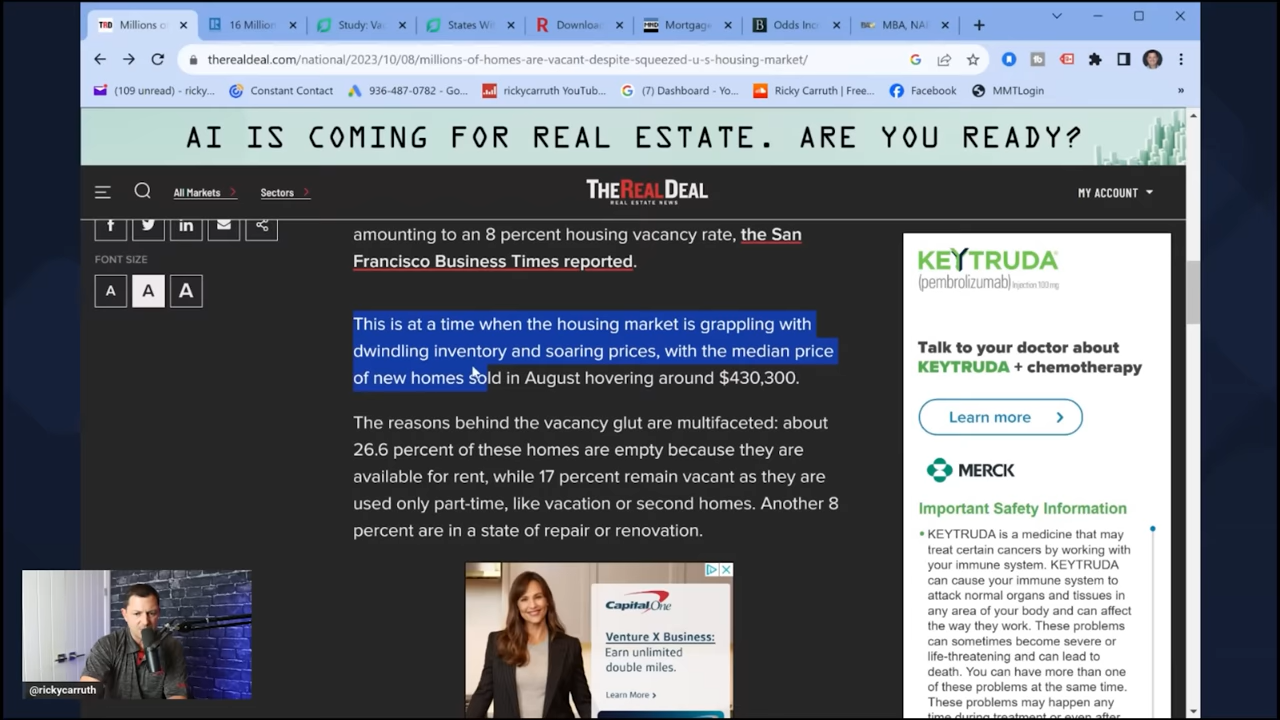 Millions o
16 Million
Study: Va
States Wi
Downloa
Mortgage
Odds Inc
MBA, NA
therealdeal.com/national/2023/10/08/millions-of-homes-are-vacant-despite-squeezed-u-s-housing-market/
(109 unread) - ricky...
Constant Contact
936-487-0782 - Go...
rickycarruth YouTub...
(7) Dashboard - Yo...
Ricky Carruth | Free...
Facebook
MMTLogin
»
AI IS COMING FOR REAL ESTATE. ARE YOU READY?
All Markets
Sectors
THEREALDEAL
REAL ESTATE NEWS
MY ACCOUNT
FONT SIZE
A A A
amounting to an 8 percent housing vacancy rate, the San
Francisco Business Times reported.
This is at a time when the housing market is grappling with
dwindling inventory and soaring prices, with the median price
of new homes sold in August hovering around $430,300.
The reasons behind the vacancy glut are multifaceted: about
26.6 percent of these homes are empty because they are
available for rent, while 17 percent remain vacant as they are
used only part-time, like vacation or second homes. Another 8
percent are in a state of repair or renovation.
KEYTRUDA
(pembrolizumab) Injection 100 mg
Talk to your doctor about
KEYTRUDA + chemotherapy
Learn more
MERCK
Important Safety Information
• KEYTRUDA is a medicine that may
treat certain cancers by working with
your immune system. KEYTRUDA
can cause your immune system to
attack normal organs and tissues in
any area of your body and can affect
the way they work. These problems
can sometimes become severe or
life-threatening and can lead to
death. You can have more than one
of these problems at the same time.
These problems may happen any
time during treatment or even after
Capital One
Venture X Business:
Earn unlimited
double miles.
Learn More
@rickycarruth